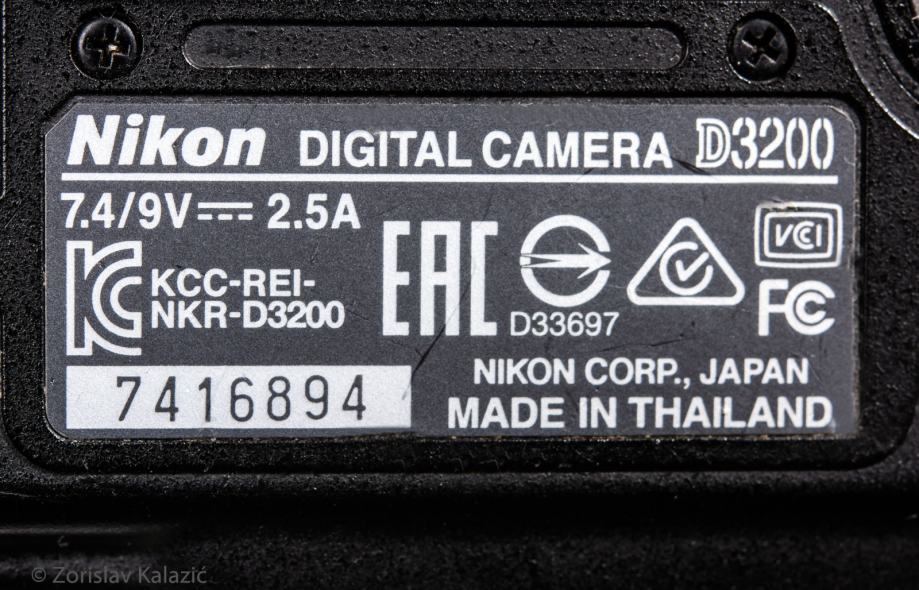 Nikon DIGITAL CAMERA D3200
7.4/9V ⎓ 2.5A
KCC-REI-
NKR-D3200
EAC
D33697
VCI
FC
7416894
NIKON CORP., JAPAN
MADE IN THAILAND
© Zorislav Kalazić